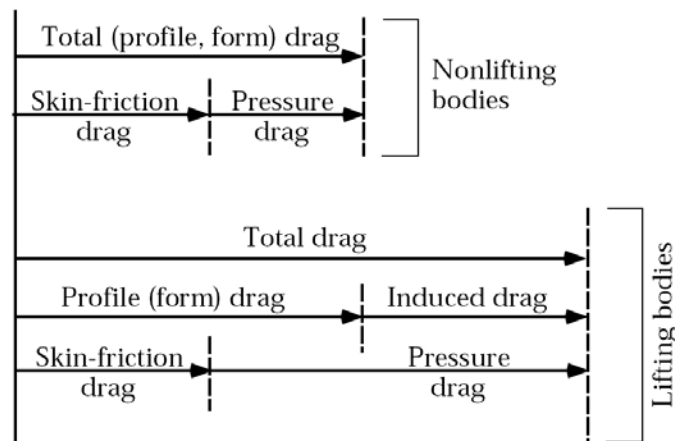 Total (profile, form) drag
Skin-friction drag
Pressure drag
Nonlifting bodies
Total drag
Profile (form) drag
Induced drag
Skin-friction drag
Pressure drag
Lifting bodies